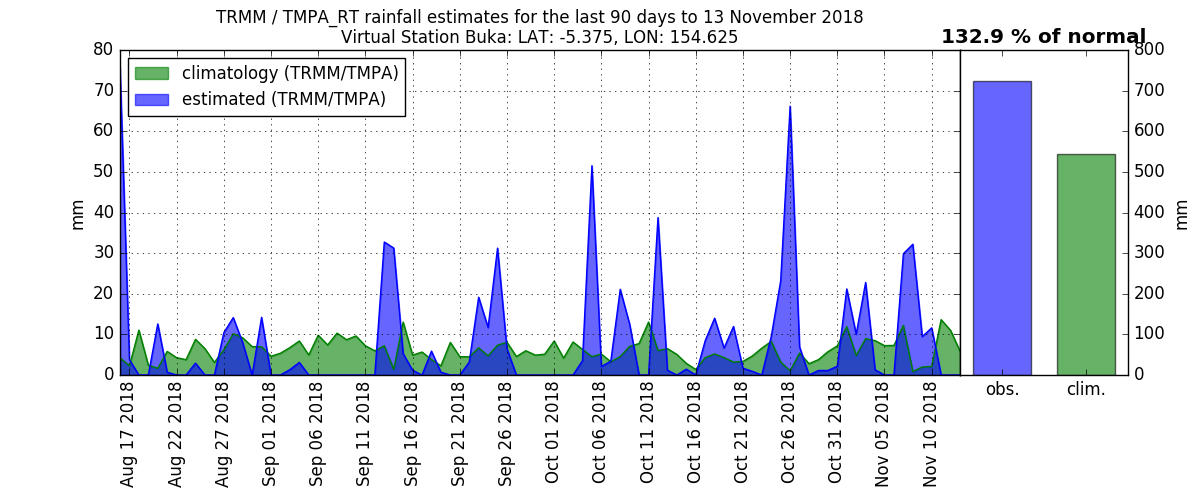 TRMM / TMPA_RT rainfall estimates for the last 90 days to 13 November 2018
Virtual Station Buka: LAT: -5.375, LON: 154.625
132.9 % of normal
climatology (TRMM/TMPA)
estimated (TRMM/TMPA)
mm
80
70
60
50
40
30
20
10
0
Aug 17 2018
Aug 22 2018
Aug 27 2018
Sep 01 2018
Sep 06 2018
Sep 11 2018
Sep 16 2018
Sep 21 2018
Sep 26 2018
Oct 01 2018
Oct 06 2018
Oct 11 2018
Oct 16 2018
Oct 21 2018
Oct 26 2018
Oct 31 2018
Nov 05 2018
Nov 10 2018
obs.
clim.
800
700
600
500
400
300
200
100
0
mm